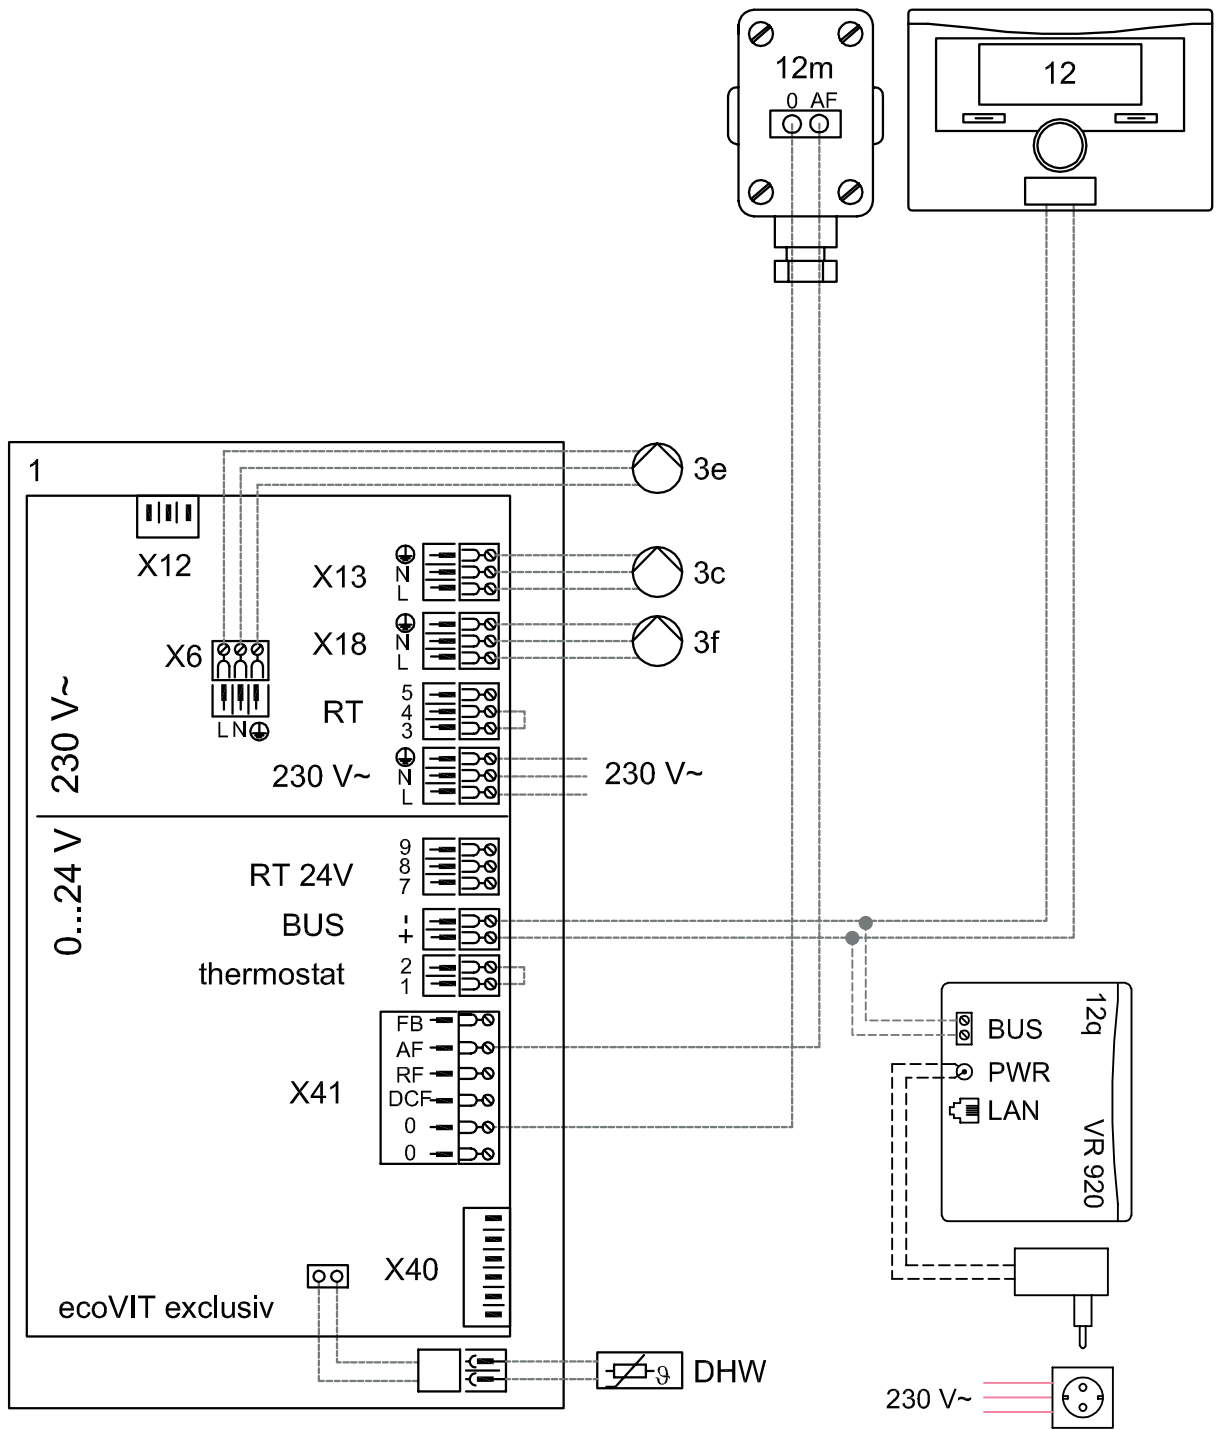 12m
0 AF
12
1
3e
X12
X13
N
L
3c
X6
X18
N
L
3f
L N
RT
5
4
3
230 V~
230 V~
N
L
230 V~
0...24 V
RT 24V
9
8
7
BUS
-
+
thermostat
2
1
X41
FB
AF
RF
DCF
0
0
12q
BUS
PWR
LAN
VR 920
X40
ecoVIT exclusiv
ϑ
DHW
230 V~